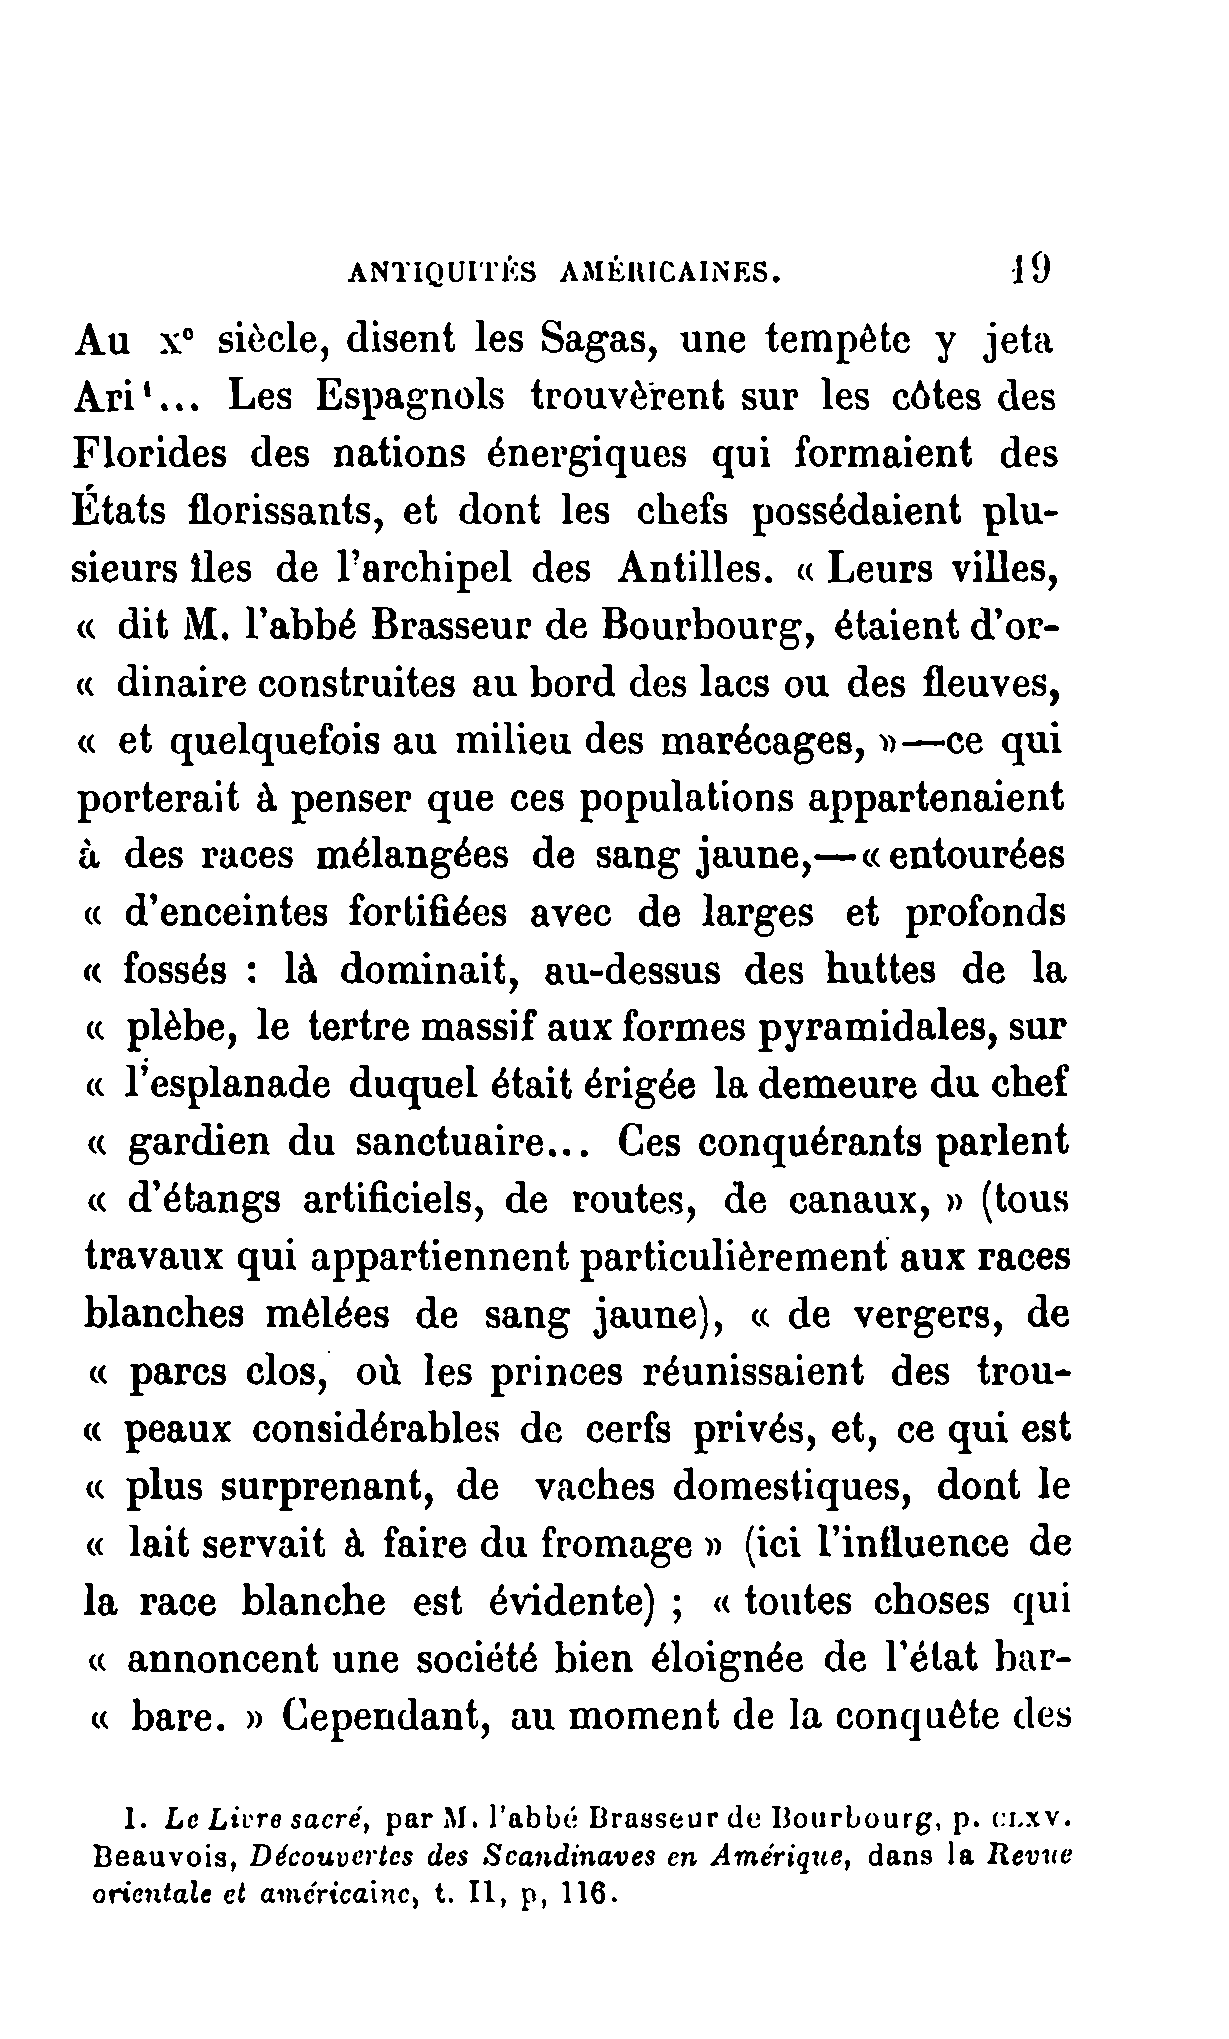 ANTIQUITÉS AMÉRICAINES. 19
Au xᵉ siècle, disent les Sagas, une tempête y jeta
Ari¹... Les Espagnols trouvèrent sur les côtes des
Florides des nations énergiques qui formaient des
États florissants, et dont les chefs possédaient plu-
sieurs îles de l'archipel des Antilles. « Leurs villes,
« dit M. l'abbé Brasseur de Bourbourg, étaient d'or-
« dinaire construites au bord des lacs ou des fleuves,
« et quelquefois au milieu des marécages, »—ce qui
porterait à penser que ces populations appartenaient
à des races mélangées de sang jaune,—« entourées
« d'enceintes fortifiées avec de larges et profonds
« fossés : là dominait, au-dessus des huttes de la
« plèbe, le tertre massif aux formes pyramidales, sur
« l'esplanade duquel était érigée la demeure du chef
« gardien du sanctuaire... Ces conquérants parlent
« d'étangs artificiels, de routes, de canaux, » (tous
travaux qui appartiennent particulièrement aux races
blanches mêlées de sang jaune), « de vergers, de
« parcs clos, où les princes réunissaient des trou-
« peaux considérables de cerfs privés, et, ce qui est
« plus surprenant, de vaches domestiques, dont le
« lait servait à faire du fromage » (ici l'influence de
la race blanche est évidente) ; « toutes choses qui
« annoncent une société bien éloignée de l'état bar-
« bare. » Cependant, au moment de la conquête des
1. Le Livre sacré, par M. l'abbé Brasseur de Bourbourg, p. CLXV.
Beauvois, Découvertes des Scandinaves en Amérique, dans la Revue
orientale et américaine, t. II, p, 116.